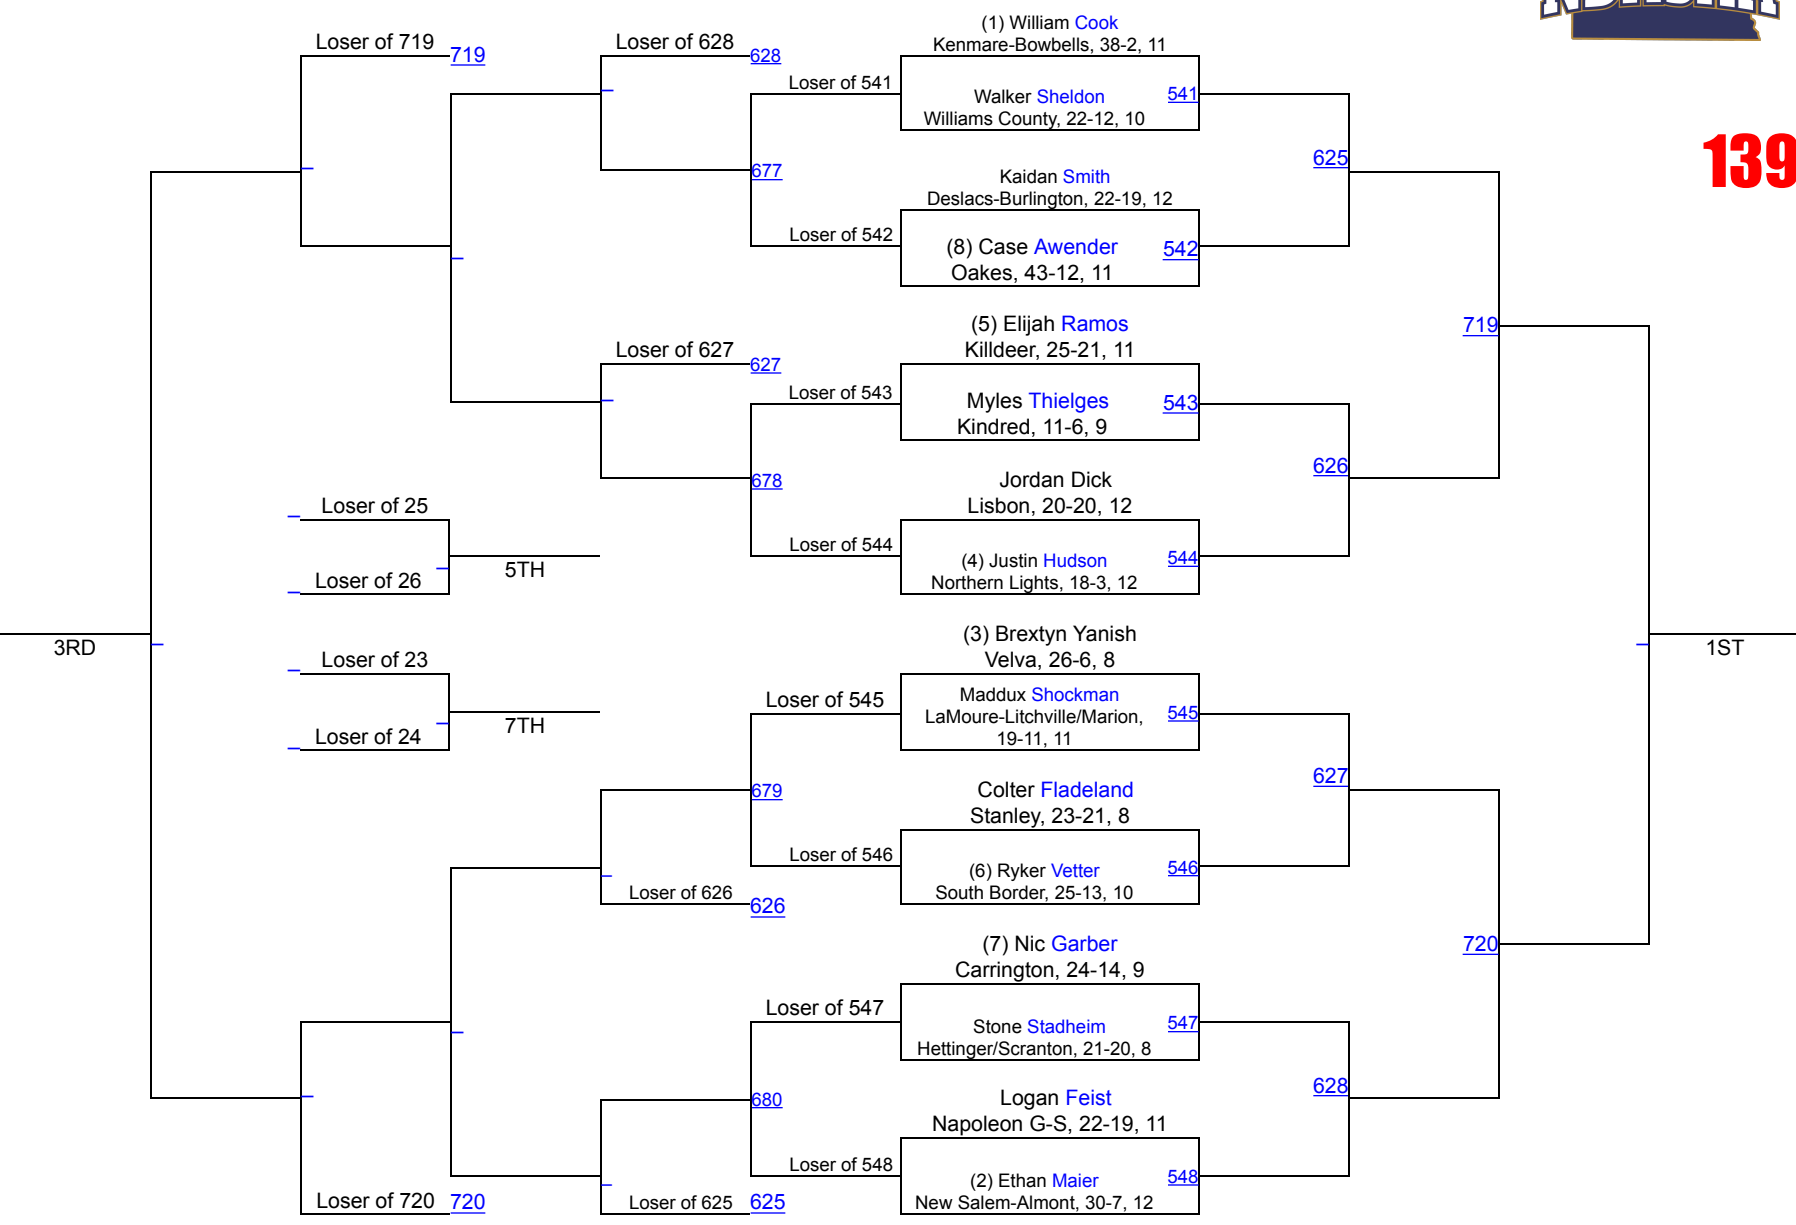 NDHSAA
139
Loser of 719
719
Loser of 628
628
(1) William Cook
Kenmare-Bowbells, 38-2, 11
Loser of 541
Walker Sheldon
Williams County, 22-12, 10
541
625
677
Kaidan Smith
Deslacs-Burlington, 22-19, 12
Loser of 542
(8) Case Awender
Oakes, 43-12, 11
542
(5) Elijah Ramos
Killdeer, 25-21, 11
719
Loser of 627
627
Loser of 543
Myles Thielges
Kindred, 11-6, 9
543
626
678
Jordan Dick
Lisbon, 20-20, 12
Loser of 25
Loser of 544
(4) Justin Hudson
Northern Lights, 18-3, 12
544
Loser of 26
5TH
(3) Brextyn Yanish
Velva, 26-6, 8
3RD
1ST
Loser of 23
Loser of 545
Maddux Shockman
LaMoure-Litchville/Marion,
19-11, 11
545
Loser of 24
7TH
627
679
Colter Fladeland
Stanley, 23-21, 8
Loser of 546
(6) Ryker Vetter
South Border, 25-13, 10
546
Loser of 626
626
(7) Nic Garber
Carrington, 24-14, 9
720
Loser of 547
Stone Stadheim
Hettinger/Scranton, 21-20, 8
547
628
680
Logan Feist
Napoleon G-S, 22-19, 11
Loser of 548
(2) Ethan Maier
New Salem-Almont, 30-7, 12
548
Loser of 720
720
Loser of 625
625